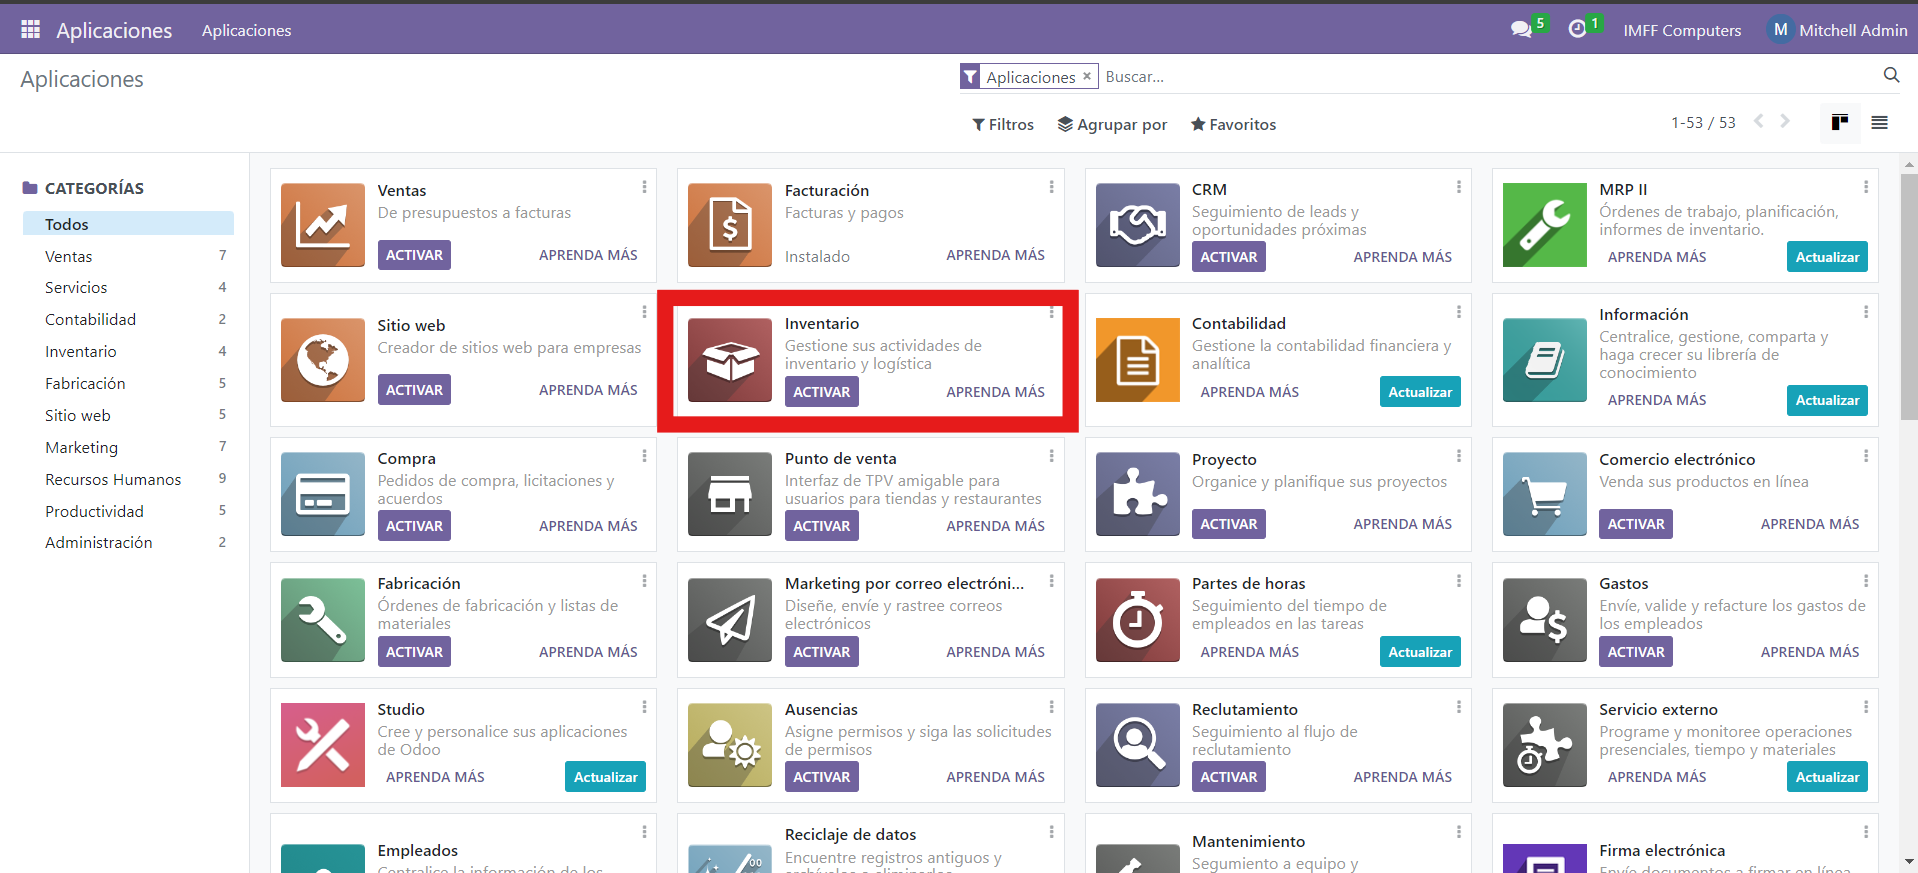 Aplicaciones
Aplicaciones
5
1
IMFF Computers
M
Mitchell Admin
Aplicaciones
Aplicaciones ×
Buscar...
Filtros
Agrupar por
Favoritos
1-53 / 53
CATEGORÍAS
Todos
Ventas 7
Servicios 4
Contabilidad 2
Inventario 4
Fabricación 5
Sitio web 5
Marketing 7
Recursos Humanos 9
Productividad 5
Administración 2
Ventas
De presupuestos a facturas
ACTIVAR
APRENDA MÁS
Facturación
Facturas y pagos
Instalado
APRENDA MÁS
CRM
Seguimiento de leads y
oportunidades próximas
ACTIVAR
APRENDA MÁS
MRP II
Órdenes de trabajo, planificación,
informes de inventario.
APRENDA MÁS
Actualizar
Sitio web
Creador de sitios web para empresas
ACTIVAR
APRENDA MÁS
Inventario
Gestione sus actividades de
inventario y logística
ACTIVAR
APRENDA MÁS
Contabilidad
Gestione la contabilidad financiera y
analítica
APRENDA MÁS
Actualizar
Información
Centralice, gestione, comparta y
haga crecer su librería de
conocimiento
APRENDA MÁS
Actualizar
Compra
Pedidos de compra, licitaciones y
acuerdos
ACTIVAR
APRENDA MÁS
Punto de venta
Interfaz de TPV amigable para
usuarios para tiendas y restaurantes
ACTIVAR
APRENDA MÁS
Proyecto
Organice y planifique sus proyectos
ACTIVAR
APRENDA MÁS
Comercio electrónico
Venda sus productos en línea
ACTIVAR
APRENDA MÁS
Fabricación
Órdenes de fabricación y listas de
materiales
ACTIVAR
APRENDA MÁS
Marketing por correo electróni...
Diseñe, envíe y rastree correos
electrónicos
ACTIVAR
APRENDA MÁS
Partes de horas
Seguimiento del tiempo de
empleados en las tareas
APRENDA MÁS
Actualizar
Gastos
Envíe, valide y refacture los gastos de
los empleados
ACTIVAR
APRENDA MÁS
Studio
Cree y personalice sus aplicaciones
de Odoo
APRENDA MÁS
Actualizar
Ausencias
Asigne permisos y siga las solicitudes
de permisos
ACTIVAR
APRENDA MÁS
Reclutamiento
Seguimiento al flujo de
reclutamiento
ACTIVAR
APRENDA MÁS
Servicio externo
Programe y monitoree operaciones
presenciales, tiempo y materiales
APRENDA MÁS
Actualizar
Empleados
Centralice la información de los
Reciclaje de datos
Encuentre registros antiguos y
archívelos o elimínelos
Mantenimiento
Segumiento a equipo y
Firma electrónica
Envíe documentos a firmar en línea